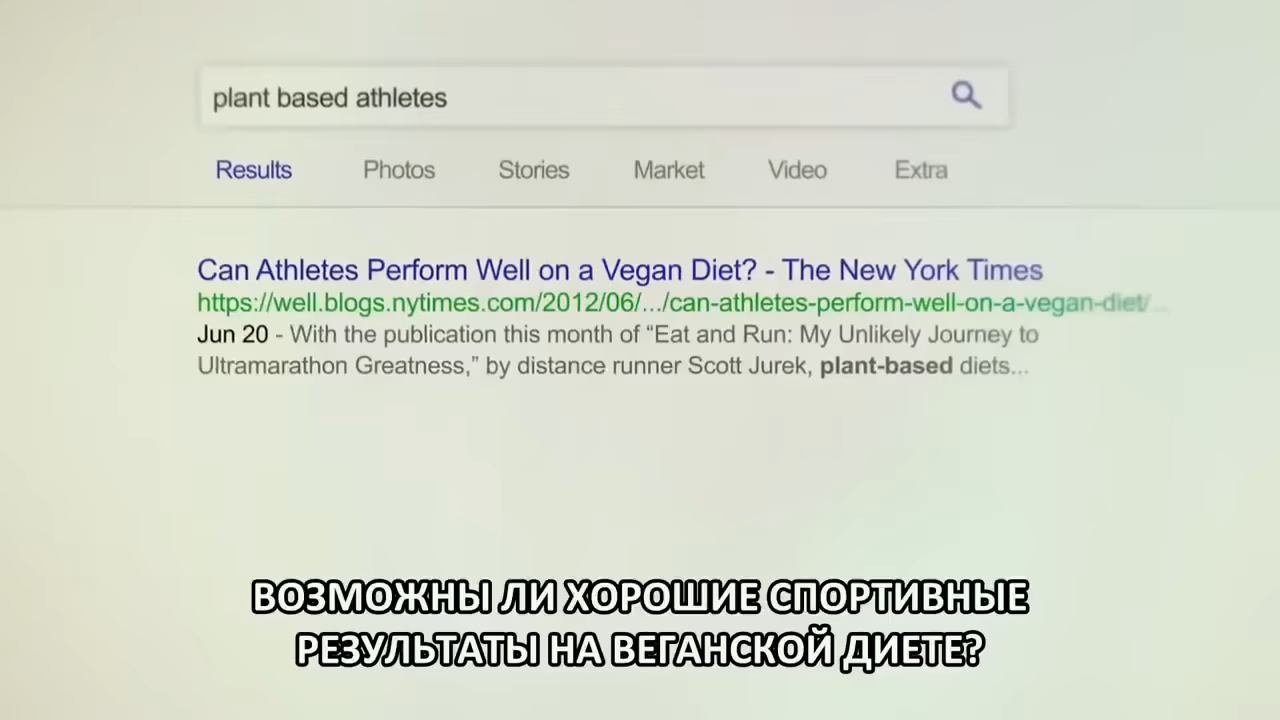 plant based athletes
Results Photos Stories Market Video Extra
Can Athletes Perform Well on a Vegan Diet? - The New York Times
https://well.blogs.nytimes.com/2012/06/.../can-athletes-perform-well-on-a-vegan-diet/...
Jun 20 - With the publication this month of “Eat and Run: My Unlikely Journey to
Ultramarathon Greatness,” by distance runner Scott Jurek, plant-based diets...
ВОЗМОЖНЫ ЛИ ХОРОШИЕ СПОРТИВНЫЕ
РЕЗУЛЬТАТЫ НА ВЕГАНСКОЙ ДИЕТЕ?